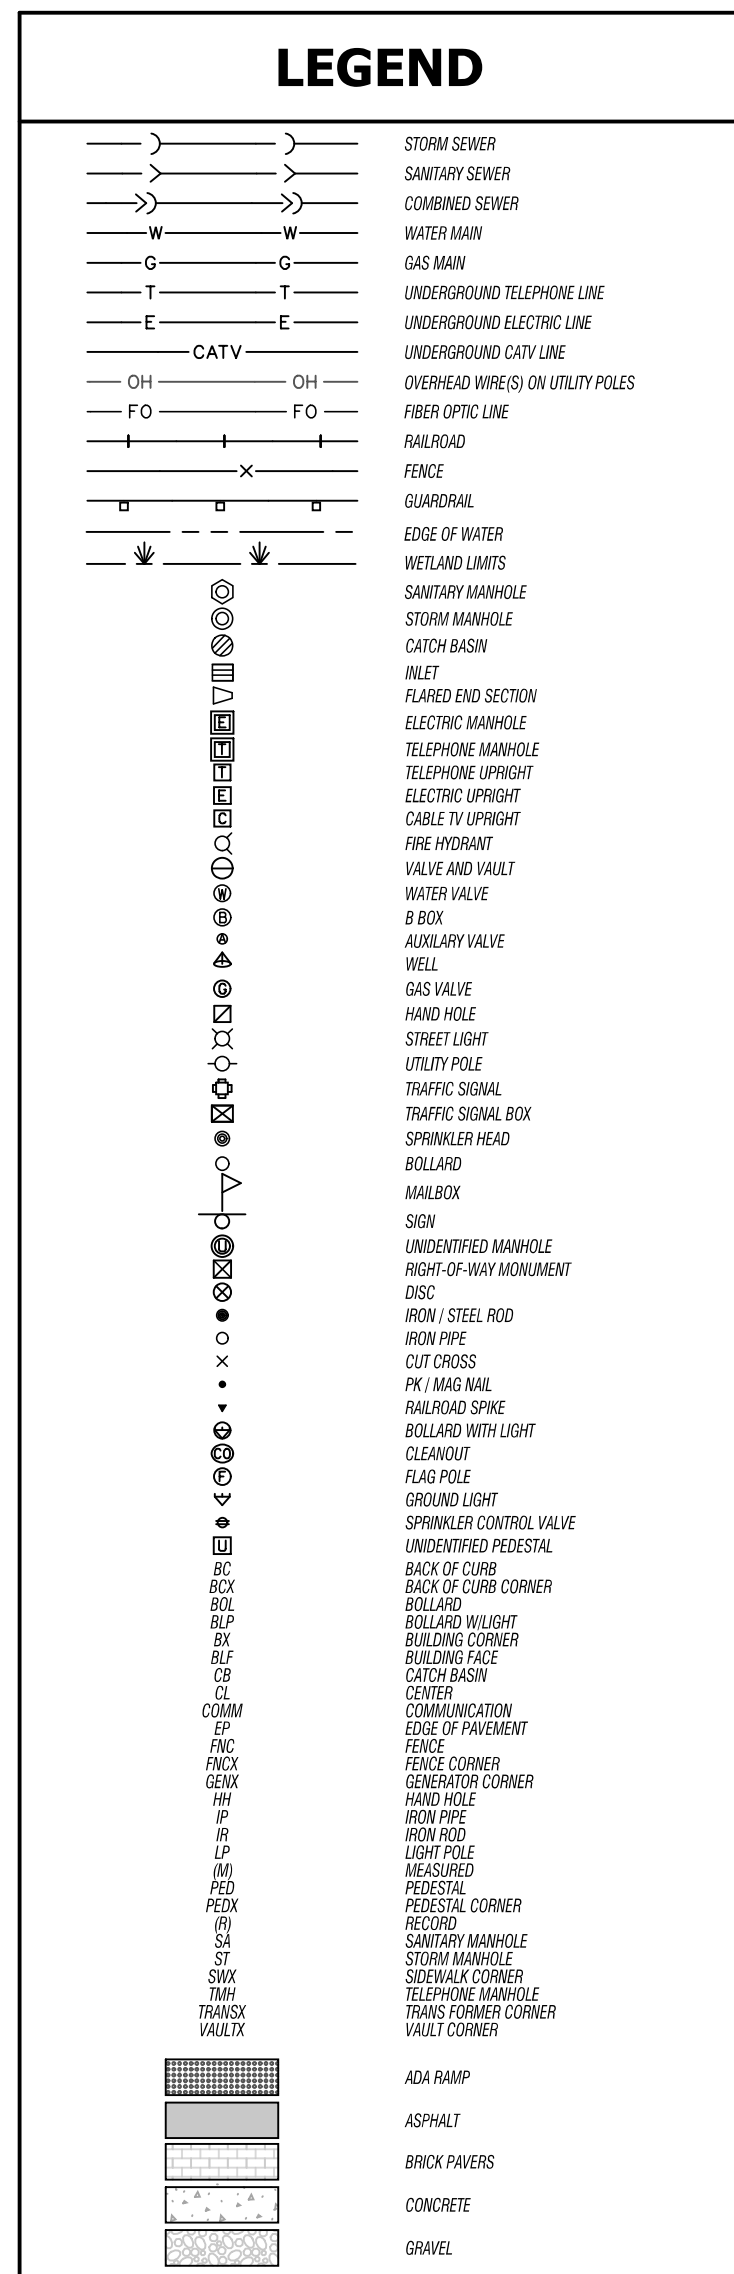 LEGEND
STORM SEWER
SANITARY SEWER
COMBINED SEWER
W W WATER MAIN
G G GAS MAIN
T T UNDERGROUND TELEPHONE LINE
E E UNDERGROUND ELECTRIC LINE
CATV UNDERGROUND CATV LINE
OH OH OVERHEAD WIRE(S) ON UTILITY POLES
FO FO FIBER OPTIC LINE
RAILROAD
FENCE
GUARDRAIL
EDGE OF WATER
WETLAND LIMITS
SANITARY MANHOLE
STORM MANHOLE
CATCH BASIN
INLET
FLARED END SECTION
E ELECTRIC MANHOLE
T TELEPHONE MANHOLE
T TELEPHONE UPRIGHT
E ELECTRIC UPRIGHT
C CABLE TV UPRIGHT
FIRE HYDRANT
VALVE AND VAULT
W WATER VALVE
B B BOX
A AUXILARY VALVE
WELL
G GAS VALVE
HAND HOLE
STREET LIGHT
UTILITY POLE
TRAFFIC SIGNAL
TRAFFIC SIGNAL BOX
SPRINKLER HEAD
BOLLARD
MAILBOX
SIGN
U UNIDENTIFIED MANHOLE
RIGHT-OF-WAY MONUMENT
DISC
IRON / STEEL ROD
IRON PIPE
CUT CROSS
PK / MAG NAIL
RAILROAD SPIKE
BOLLARD WITH LIGHT
CO CLEANOUT
F FLAG POLE
GROUND LIGHT
SPRINKLER CONTROL VALVE
U UNIDENTIFIED PEDESTAL
BC BACK OF CURB
BCX BACK OF CURB CORNER
BOL BOLLARD
BLP BOLLARD W/LIGHT
BX BUILDING CORNER
BLF BUILDING FACE
CB CATCH BASIN
CL CENTER
COMM COMMUNICATION
EP EDGE OF PAVEMENT
FNC FENCE
FNCX FENCE CORNER
GENX GENERATOR CORNER
HH HAND HOLE
IP IRON PIPE
IR IRON ROD
LP LIGHT POLE
(M) MEASURED
PED PEDESTAL
PEDX PEDESTAL CORNER
(R) RECORD
SA SANITARY MANHOLE
ST STORM MANHOLE
SWX SIDEWALK CORNER
TMH TELEPHONE MANHOLE
TRANSX TRANS FORMER CORNER
VAULTX VAULT CORNER
ADA RAMP
ASPHALT
BRICK PAVERS
CONCRETE
GRAVEL